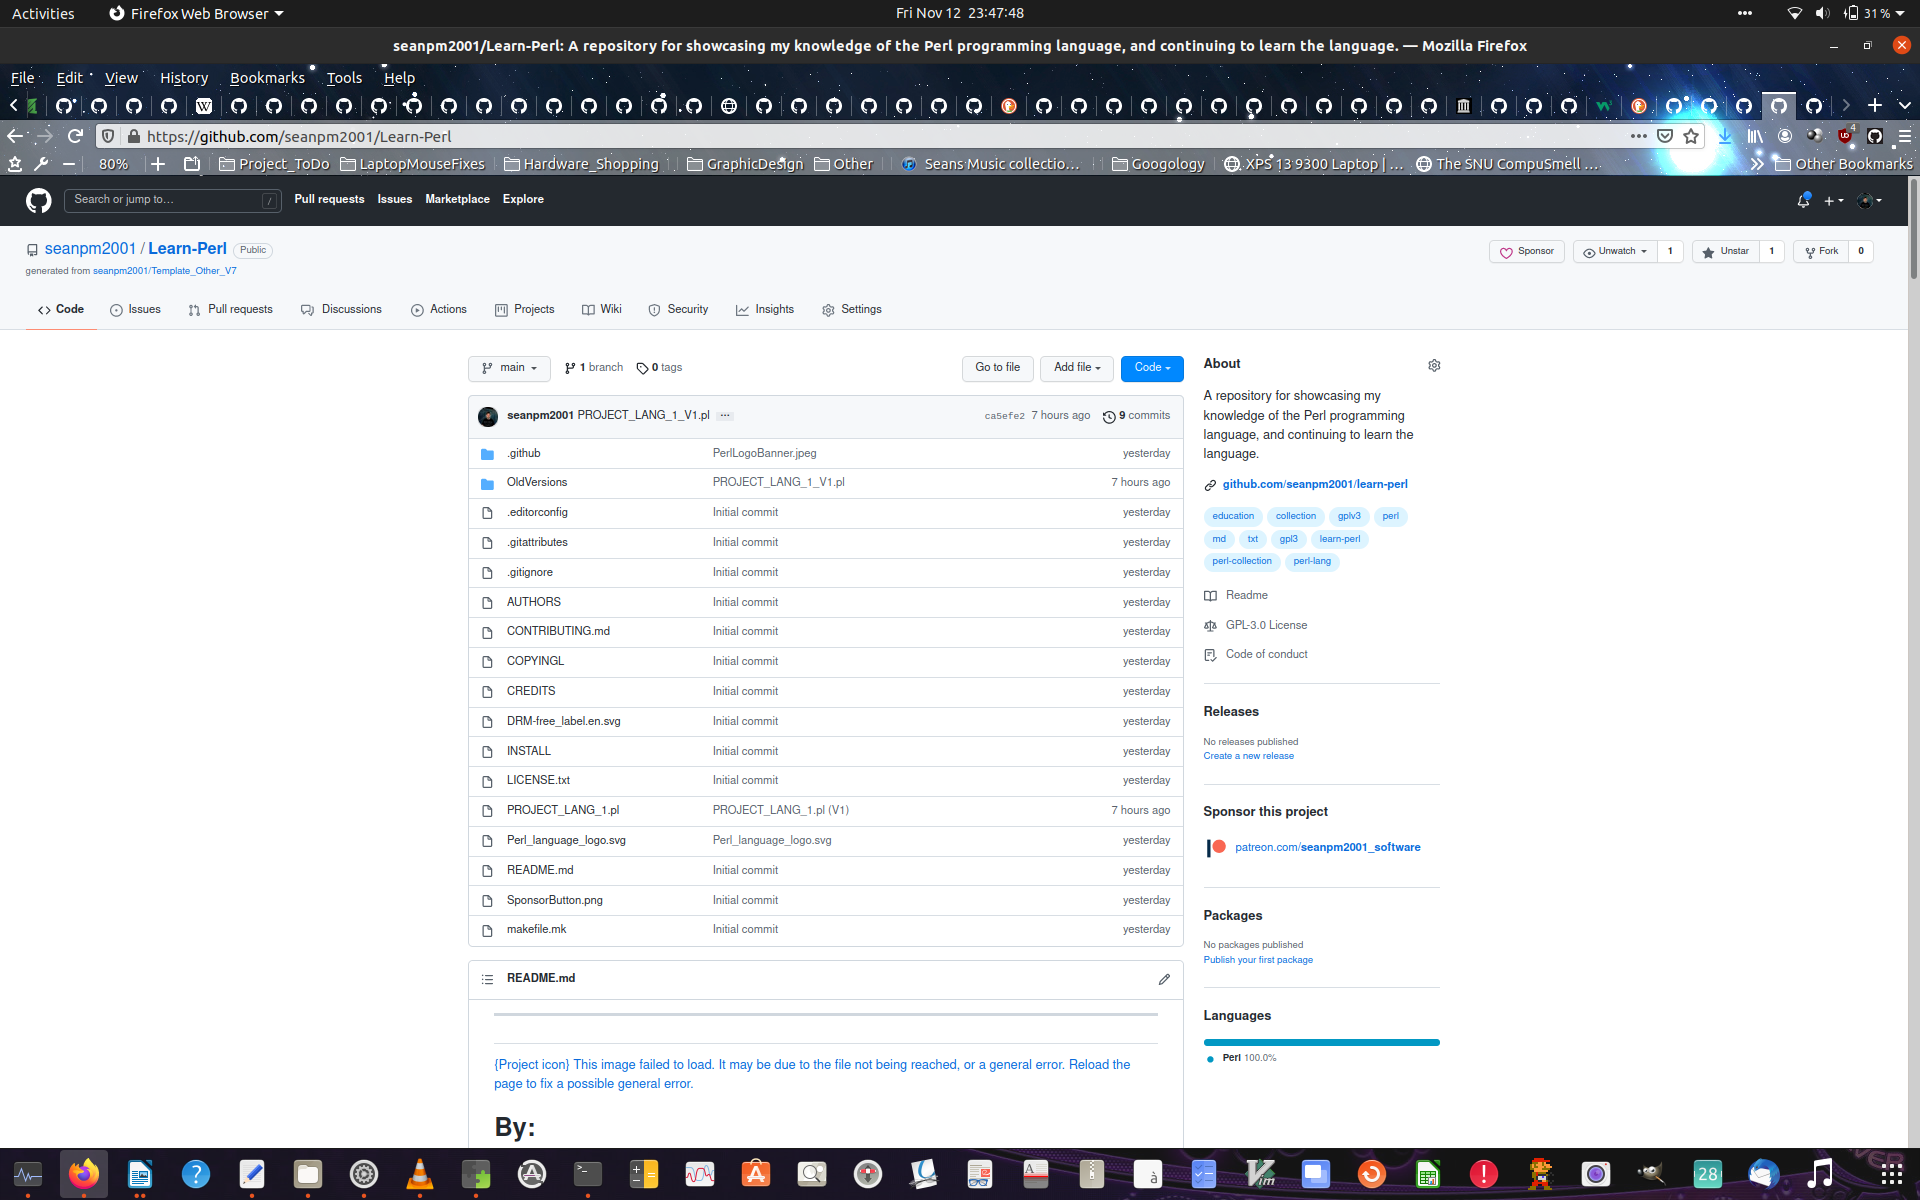 Activities
Firefox Web Browser
Fri Nov 12 23:47:48
31 %
seanpm2001/Learn-Perl: A repository for showcasing my knowledge of the Perl programming language, and continuing to learn the language. — Mozilla Firefox
File Edit View History Bookmarks Tools Help
https://github.com/seanpm2001/Learn-Perl
4
80%
Project_ToDo
LaptopMouseFixes
Hardware_Shopping
GraphicDesign
Other
Seans Music collectio…
Googology
XPS 13 9300 Laptop | …
The SNU CompuSmell …
Other Bookmarks
Search or jump to…
/
Pull requests Issues Marketplace Explore
seanpm2001 / Learn-Perl Public
generated from seanpm2001/Template_Other_V7
Sponsor
Unwatch 1
Unstar 1
Fork 0
Code Issues Pull requests Discussions Actions Projects Wiki Security Insights Settings
main
1 branch
0 tags
Go to file
Add file
Code
seanpm2001 PROJECT_LANG_1_V1.pl ... ca5efe2 7 hours ago 9 commits
.github PerlLogoBanner.jpeg yesterday
OldVersions PROJECT_LANG_1_V1.pl 7 hours ago
.editorconfig Initial commit yesterday
.gitattributes Initial commit yesterday
.gitignore Initial commit yesterday
AUTHORS Initial commit yesterday
CONTRIBUTING.md Initial commit yesterday
COPYINGL Initial commit yesterday
CREDITS Initial commit yesterday
DRM-free_label.en.svg Initial commit yesterday
INSTALL Initial commit yesterday
LICENSE.txt Initial commit yesterday
PROJECT_LANG_1.pl PROJECT_LANG_1.pl (V1) 7 hours ago
Perl_language_logo.svg Perl_language_logo.svg yesterday
README.md Initial commit yesterday
SponsorButton.png Initial commit yesterday
makefile.mk Initial commit yesterday
README.md
{Project icon} This image failed to load. It may be due to the file not being reached, or a general error. Reload the
page to fix a possible general error.
By:
About
A repository for showcasing my
knowledge of the Perl programming
language, and continuing to learn the
language.
github.com/seanpm2001/learn-perl
education collection gplv3 perl
md txt gpl3 learn-perl
perl-collection perl-lang
Readme
GPL-3.0 License
Code of conduct
Releases
No releases published
Create a new release
Sponsor this project
patreon.com/seanpm2001_software
Packages
No packages published
Publish your first package
Languages
Perl 100.0%
28